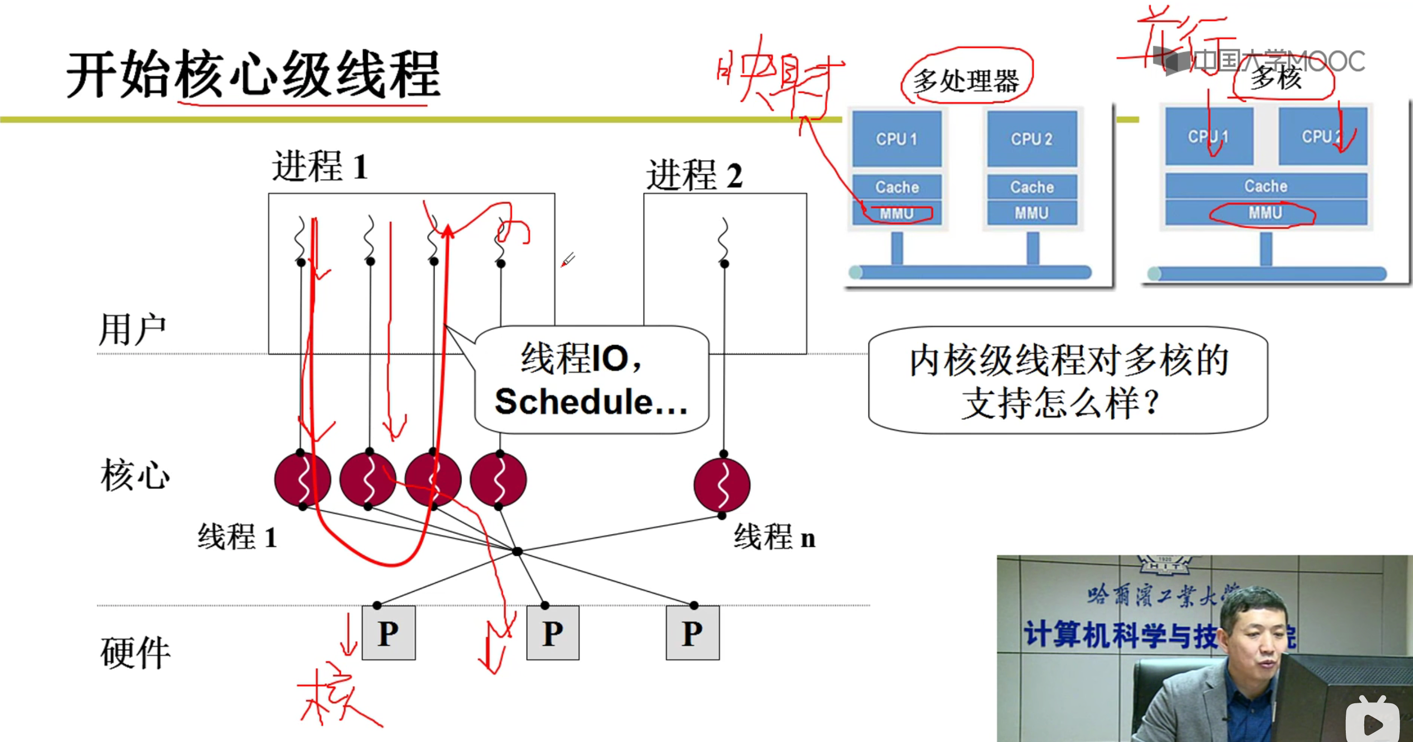 开始核心级线程
映射
并行
中国大学MOOC
多处理器
多核
CPU 1
CPU 2
CPU 1
CPU 2
Cache
Cache
Cache
MMU
MMU
MMU
进程 1
进程 2
用户
线程IO，
Schedule…
内核级线程对多核的
支持怎么样？
核心
线程 1
线程 n
硬件
P
P
P
核
HIT
哈尔滨工业大学
计算机科学与技 院